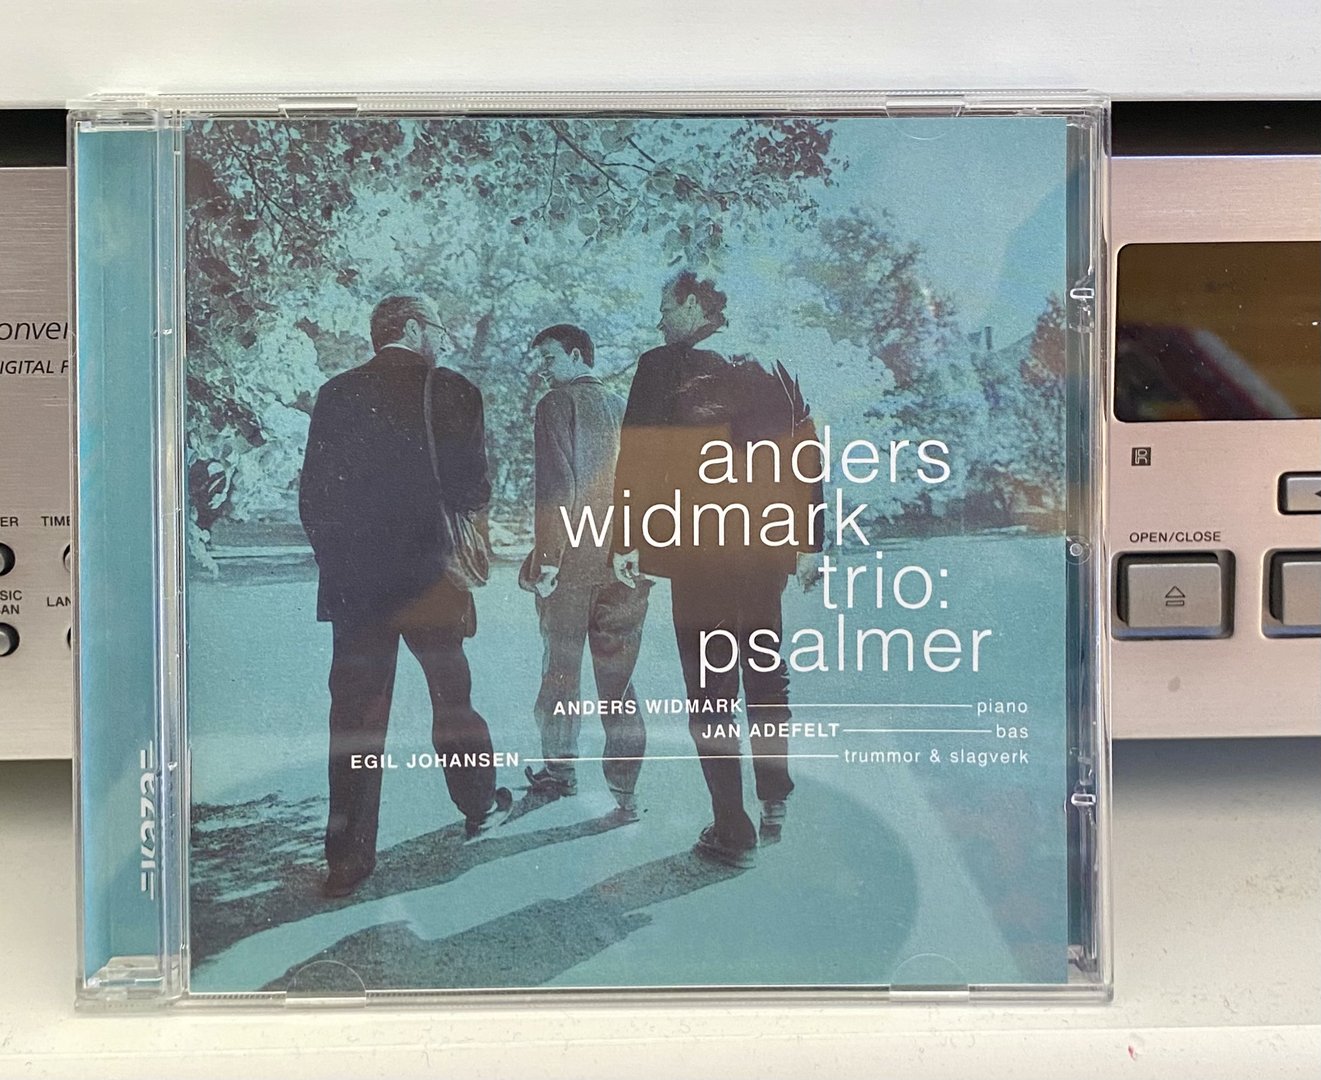 anders
widmark
trio:
psalmer
ANDERS WIDMARK piano
JAN ADEFELT bas
EGIL JOHANSEN trummor & slagverk
OPEN/CLOSE